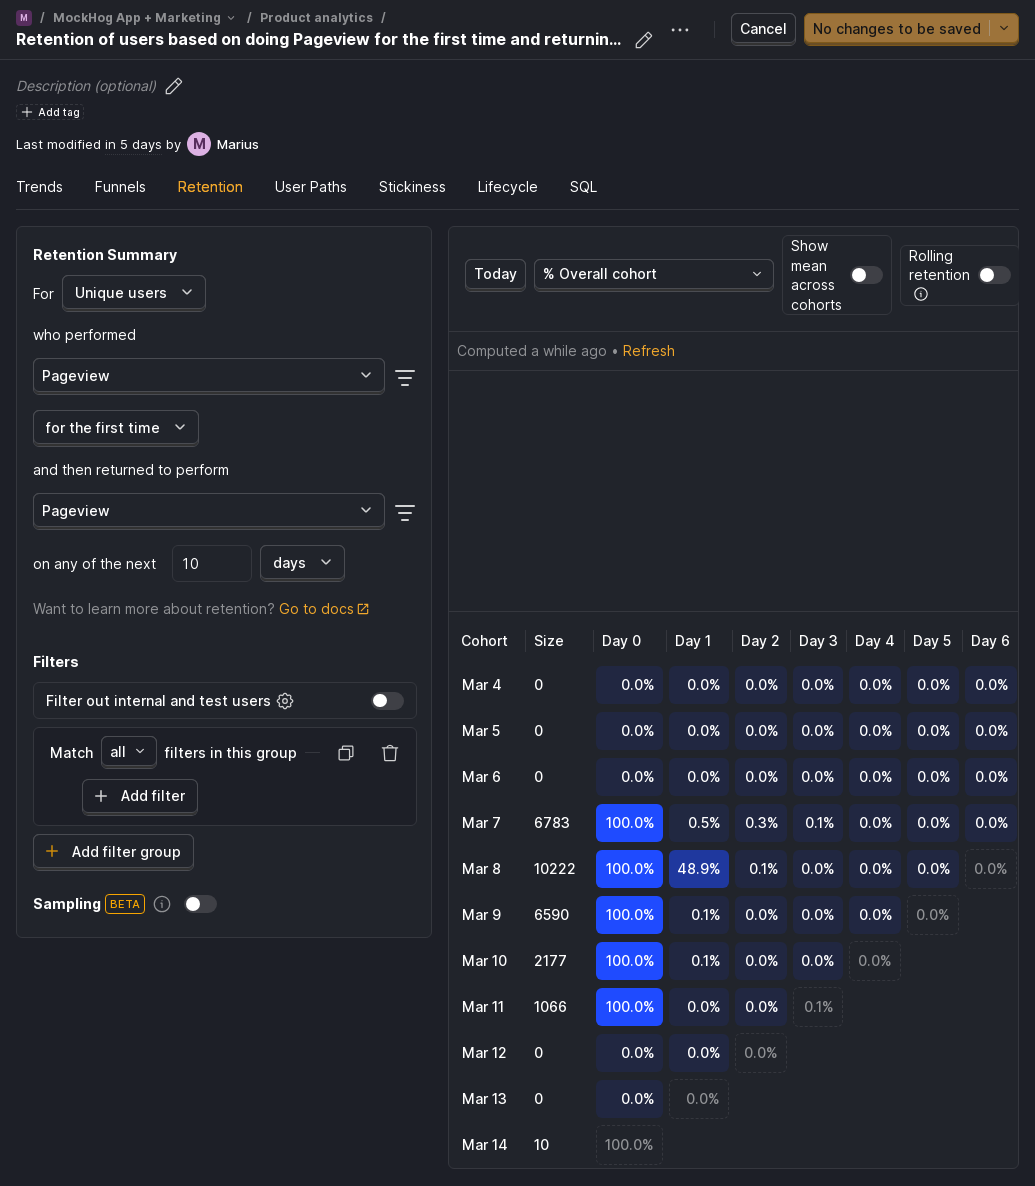 M / MockHog App + Marketing / Product analytics /
Retention of users based on doing Pageview for the first time and returnin...
Cancel
No changes to be saved
Description (optional)
Add tag
Last modified in 5 days by M Marius
Trends Funnels Retention User Paths Stickiness Lifecycle SQL
Retention Summary
For Unique users
who performed
Pageview
for the first time
and then returned to perform
Pageview
on any of the next 10 days
Want to learn more about retention? Go to docs
Filters
Filter out internal and test users
Match all filters in this group
Add filter
Add filter group
Sampling BETA
Today
% Overall cohort
Show
mean
across
cohorts
Rolling
retention
Computed a while ago • Refresh
Cohort Size Day 0 Day 1 Day 2 Day 3 Day 4 Day 5 Day 6
Mar 4 0 0.0% 0.0% 0.0% 0.0% 0.0% 0.0% 0.0%
Mar 5 0 0.0% 0.0% 0.0% 0.0% 0.0% 0.0% 0.0%
Mar 6 0 0.0% 0.0% 0.0% 0.0% 0.0% 0.0% 0.0%
Mar 7 6783 100.0% 0.5% 0.3% 0.1% 0.0% 0.0% 0.0%
Mar 8 10222 100.0% 48.9% 0.1% 0.0% 0.0% 0.0% 0.0%
Mar 9 6590 100.0% 0.1% 0.0% 0.0% 0.0% 0.0%
Mar 10 2177 100.0% 0.1% 0.0% 0.0% 0.0%
Mar 11 1066 100.0% 0.0% 0.0% 0.1%
Mar 12 0 0.0% 0.0% 0.0%
Mar 13 0 0.0% 0.0%
Mar 14 10 100.0%